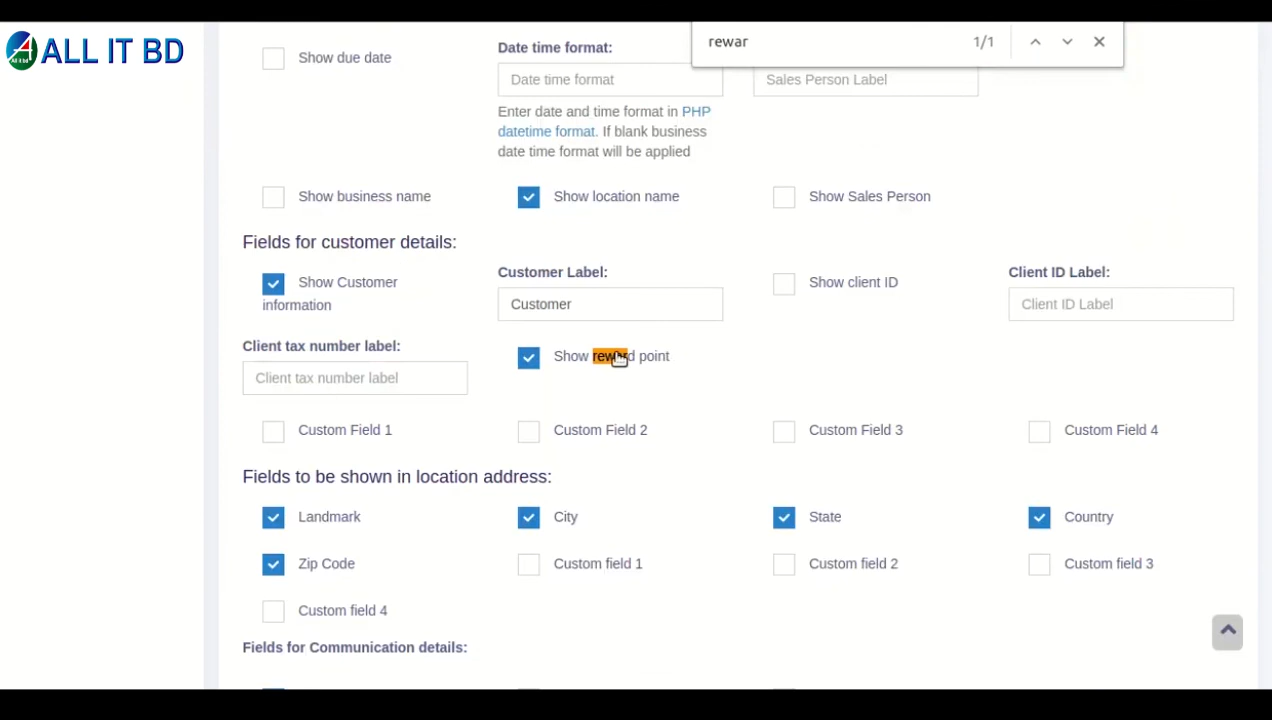 ALL IT BD
All it bd
rewar
1/1
Show due date
Date time format:
Date time format
Sales Person Label
Enter date and time format in PHP
datetime format. If blank business
date time format will be applied
Show business name
Show location name
Show Sales Person
Fields for customer details:
Show Customer
information
Customer Label:
Customer
Show client ID
Client ID Label:
Client ID Label
Client tax number label:
Client tax number label
Show reward point
Custom Field 1
Custom Field 2
Custom Field 3
Custom Field 4
Fields to be shown in location address:
Landmark
City
State
Country
Zip Code
Custom field 1
Custom field 2
Custom field 3
Custom field 4
Fields for Communication details: